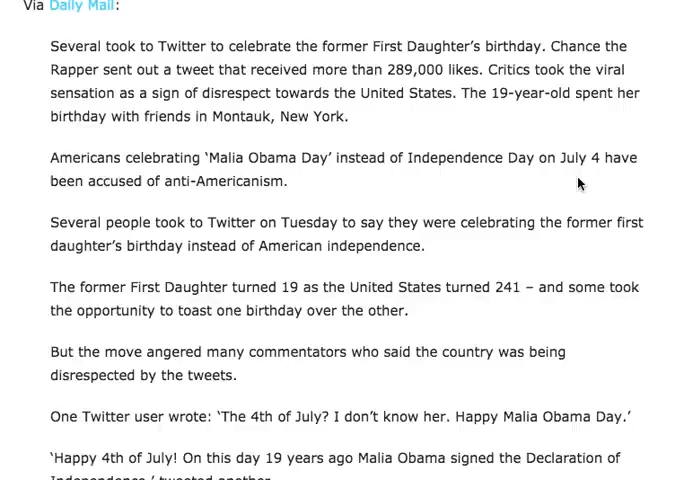 Via Daily Mail:
Several took to Twitter to celebrate the former First Daughter’s birthday. Chance the
Rapper sent out a tweet that received more than 289,000 likes. Critics took the viral
sensation as a sign of disrespect towards the United States. The 19-year-old spent her
birthday with friends in Montauk, New York.
Americans celebrating ‘Malia Obama Day’ instead of Independence Day on July 4 have
been accused of anti-Americanism.
Several people took to Twitter on Tuesday to say they were celebrating the former first
daughter’s birthday instead of American independence.
The former First Daughter turned 19 as the United States turned 241 – and some took
the opportunity to toast one birthday over the other.
But the move angered many commentators who said the country was being
disrespected by the tweets.
One Twitter user wrote: ‘The 4th of July? I don’t know her. Happy Malia Obama Day.’
‘Happy 4th of July! On this day 19 years ago Malia Obama signed the Declaration of
Independence,’ tweeted another.